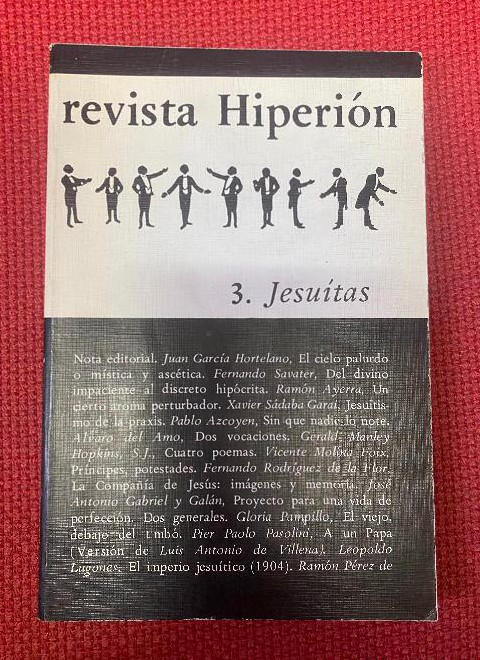 revista Hiperión
3. Jesuítas
Nota editorial. Juan García Hortelano, El cielo palurdo
o mística y ascética. Fernando Savater, Del divino
impaciente al discreto hipócrita. Ramón Ayerra, Un
cierto aroma perturbador. Xavier Sádaba Garai, Jesuitis-
mo de la praxis. Pablo Azcoyen, Sin que nadie lo note.
Alvaro del Amo, Dos vocaciones. Gerald Manley
Hopkins, S.J., Cuatro poemas. Vicente Molina Foix,
Príncipes, potestades. Fernando Rodríguez de la Flor,
La Compañía de Jesús: imágenes y memoria. José
Antonio Gabriel y Galán, Proyecto para una vida de
perfección. Dos generales. Gloria Pampillo, El viejo,
debajo del timbó. Pier Paolo Pasolini, A un Papa
(Versión de Luis Antonio de Villena). Leopoldo
Lugones, El imperio jesuítico (1904). Ramón Pérez de